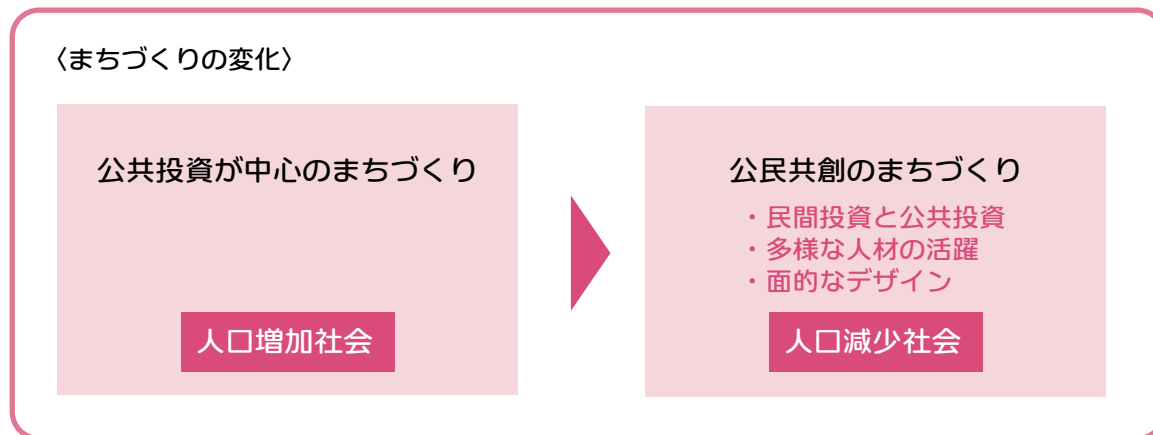 〈まちづくりの変化〉
公共投資が中心のまちづくり
人口増加社会
公民共創のまちづくり
・民間投資と公共投資
・多様な人材の活躍
・面的なデザイン
人口減少社会